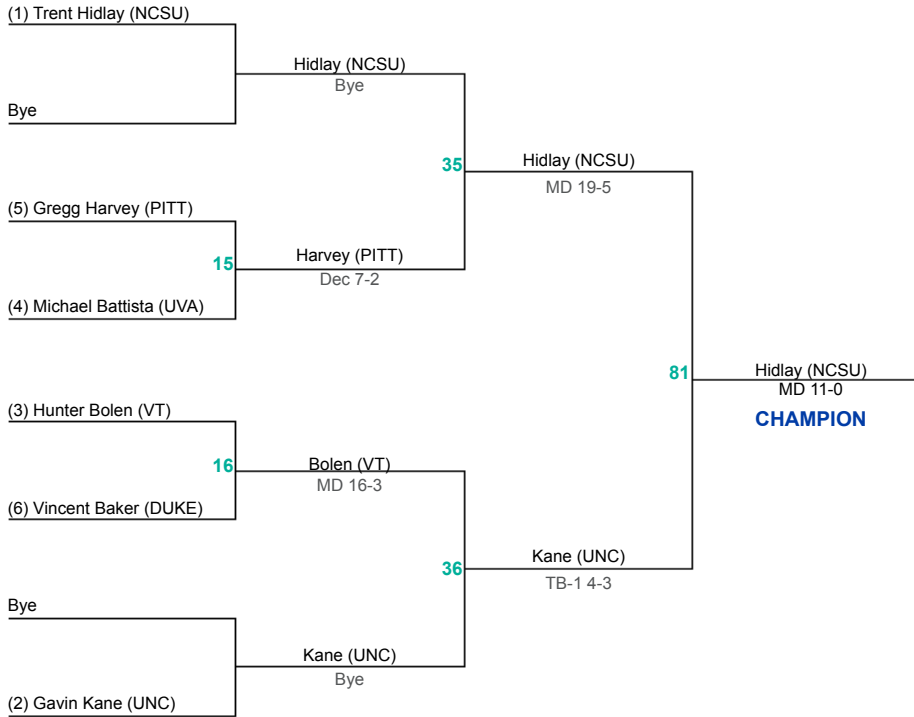 (1) Trent Hidlay (NCSU)
Hidlay (NCSU)
Bye
Bye
35
Hidlay (NCSU)
MD 19-5
(5) Gregg Harvey (PITT)
15
Harvey (PITT)
Dec 7-2
(4) Michael Battista (UVA)
81
Hidlay (NCSU)
MD 11-0
CHAMPION
(3) Hunter Bolen (VT)
16
Bolen (VT)
MD 16-3
(6) Vincent Baker (DUKE)
36
Kane (UNC)
TB-1 4-3
Bye
Kane (UNC)
Bye
(2) Gavin Kane (UNC)